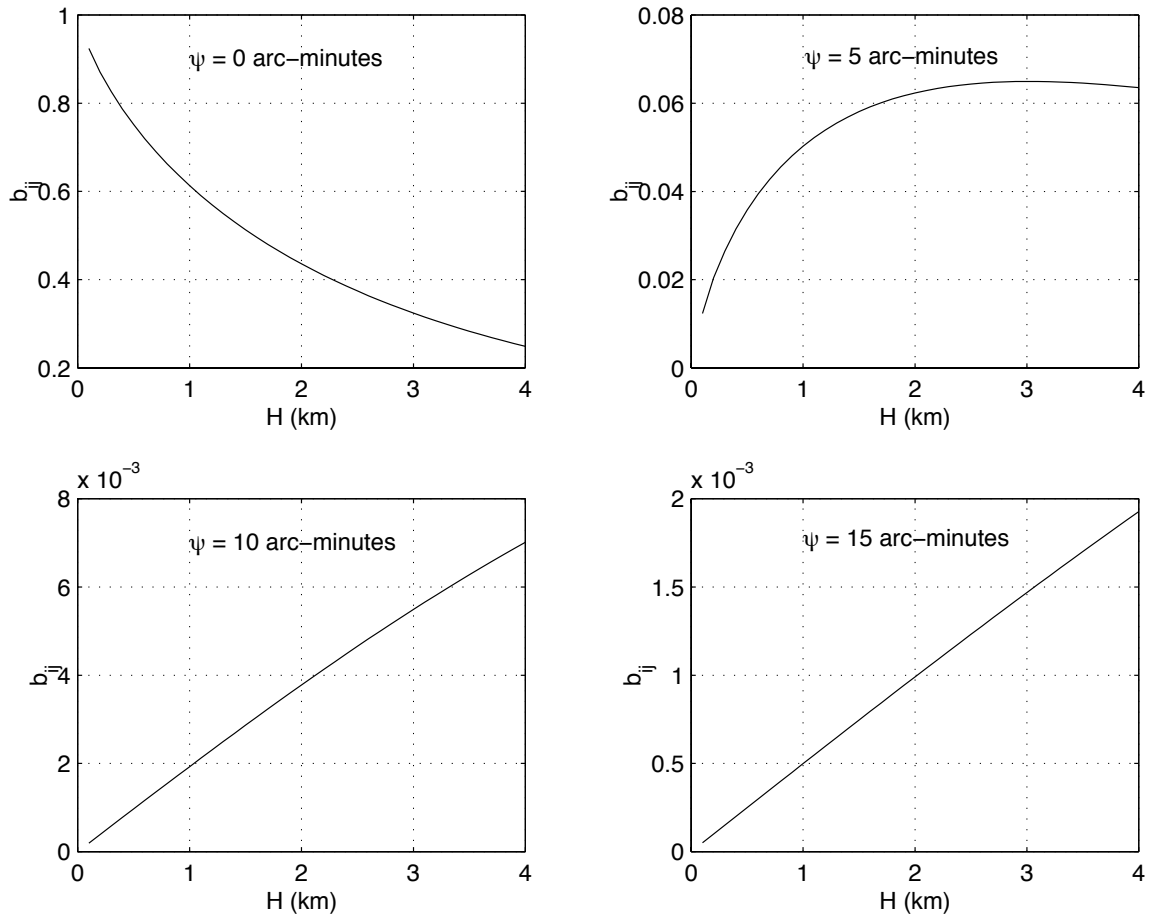 1
0.8
0.6
0.4
0.2
b_ij
ψ = 0 arc−minutes
0 1 2 3 4
H (km)
0.08
0.06
0.04
0.02
0
b_ij
ψ = 5 arc−minutes
0 1 2 3 4
H (km)
x 10^−3
8
6
4
2
0
b_ij
ψ = 10 arc−minutes
0 1 2 3 4
H (km)
x 10^−3
2
1.5
1
0.5
0
b_ij
ψ = 15 arc−minutes
0 1 2 3 4
H (km)